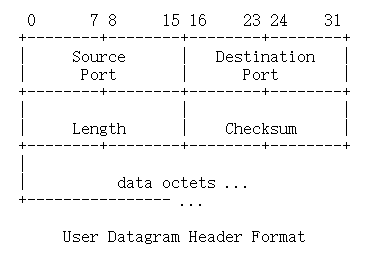 0 7 8 15 16 23 24 31
+--------+--------+--------+--------+
| Source | Destination |
| Port | Port |
+--------+--------+--------+--------+
| | |
| Length | Checksum |
+--------+--------+--------+--------+
|
| data octets ...
+---------------- ...
User Datagram Header Format